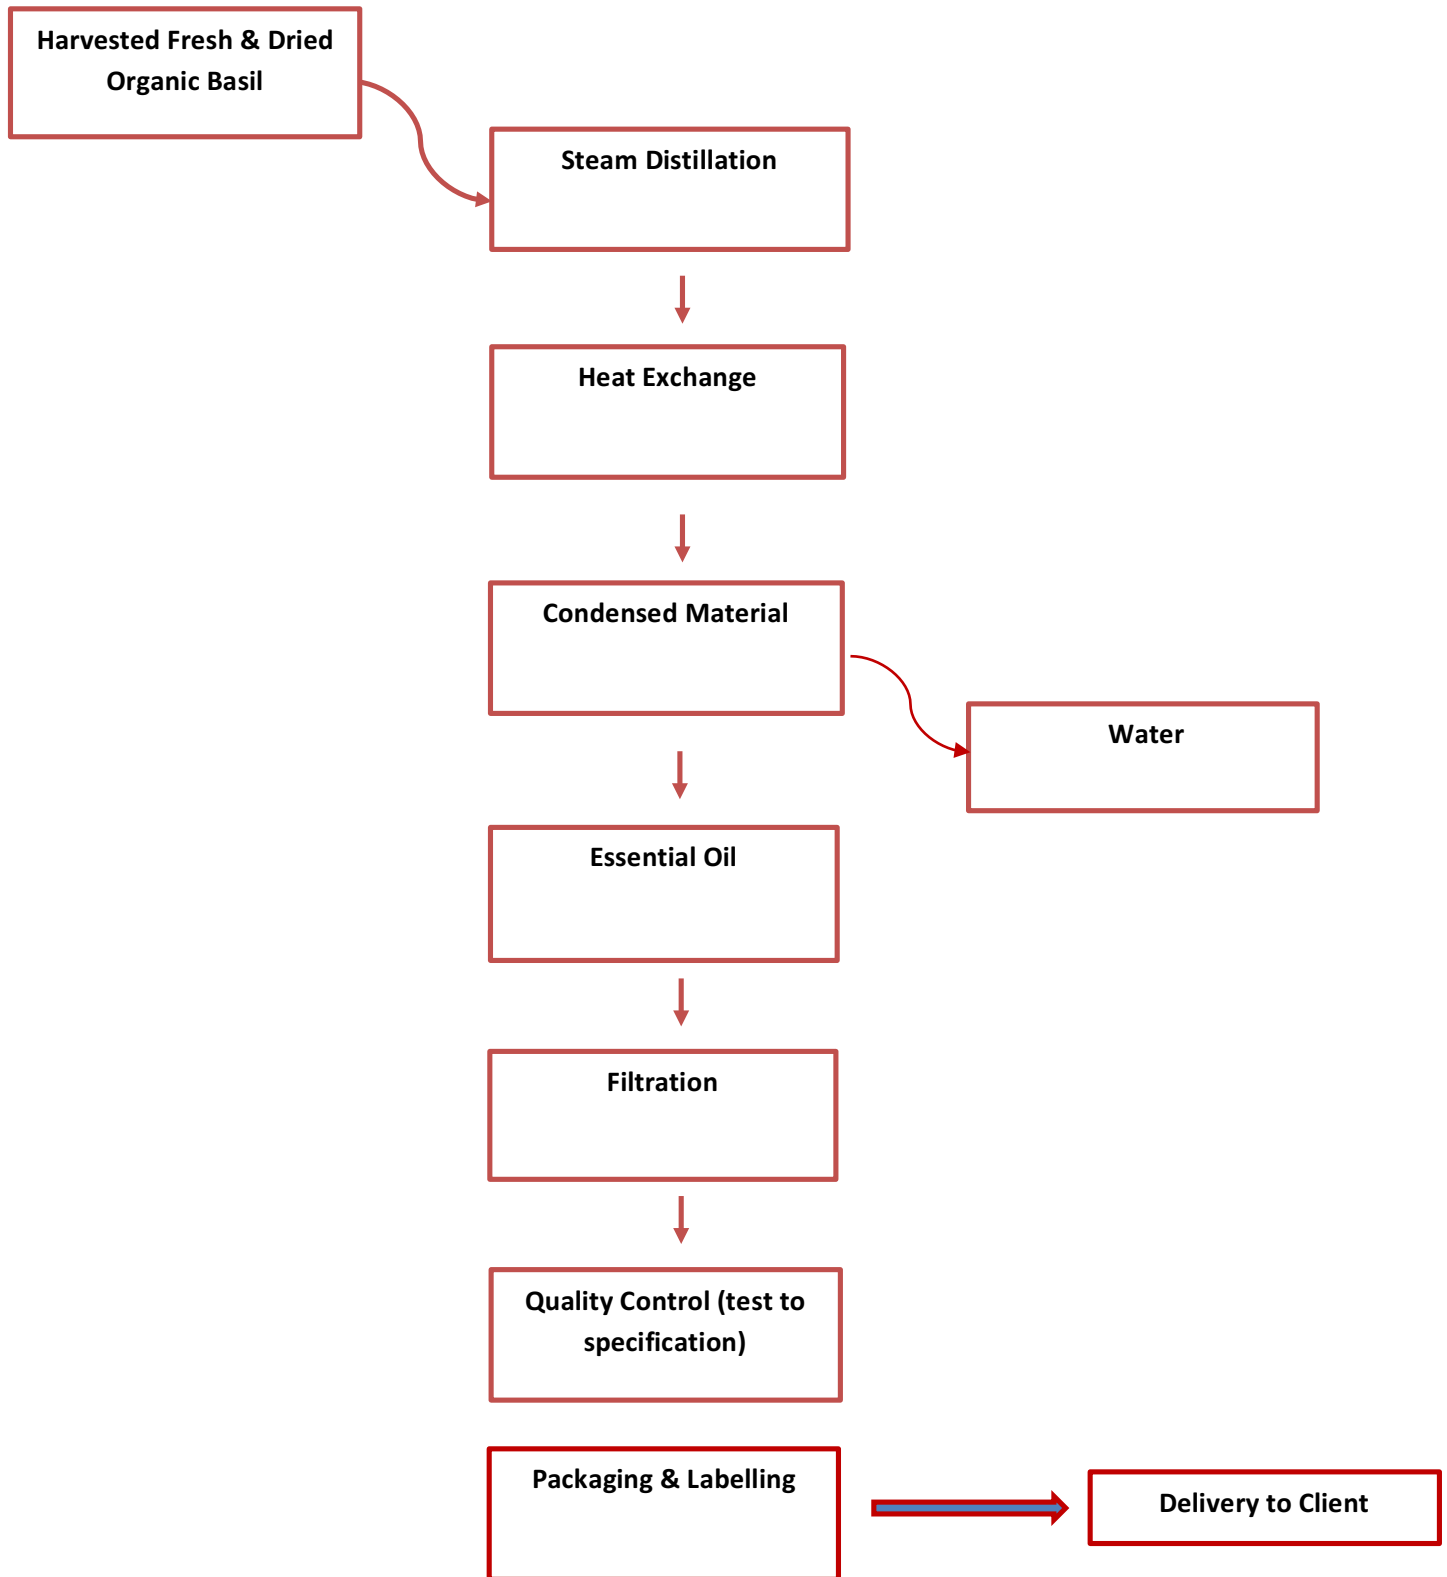 Harvested Fresh & Dried
Organic Basil
Steam Distillation
Heat Exchange
Condensed Material
Water
Essential Oil
Filtration
Quality Control (test to
specification)
Packaging & Labelling
Delivery to Client